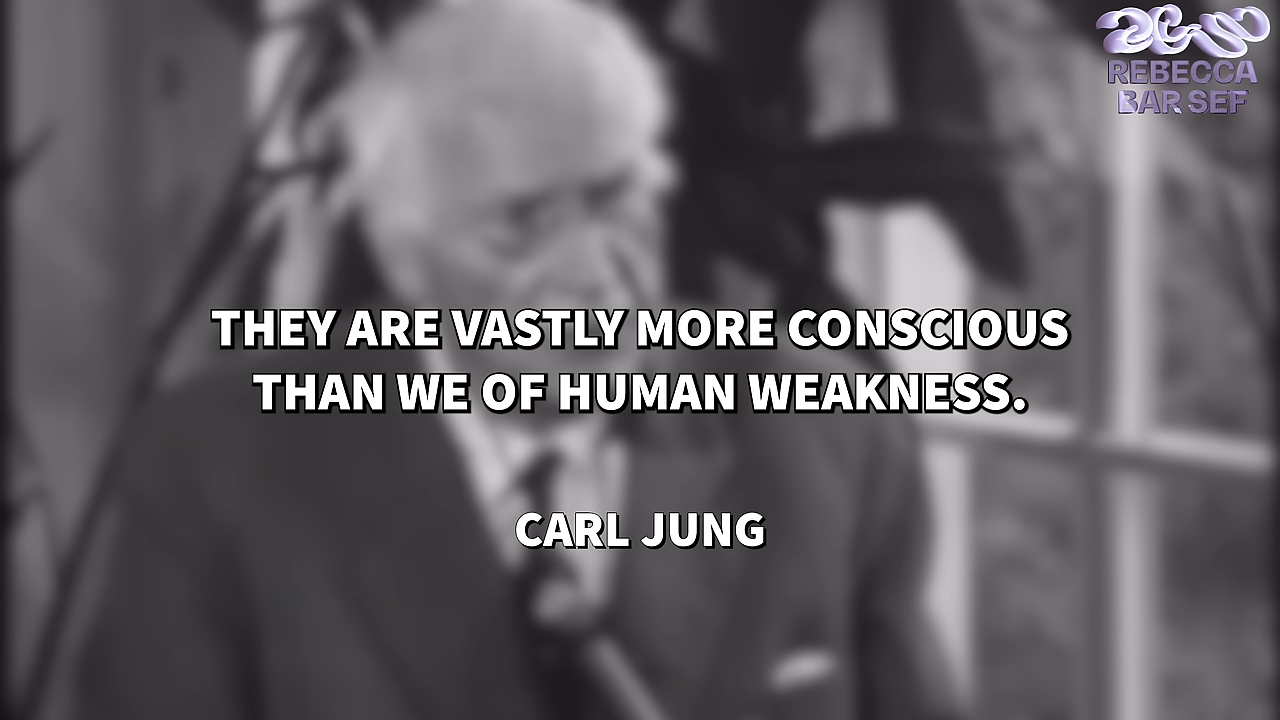 REBECCA
BAR SEF
THEY ARE VASTLY MORE CONSCIOUS
THAN WE OF HUMAN WEAKNESS.
CARL JUNG